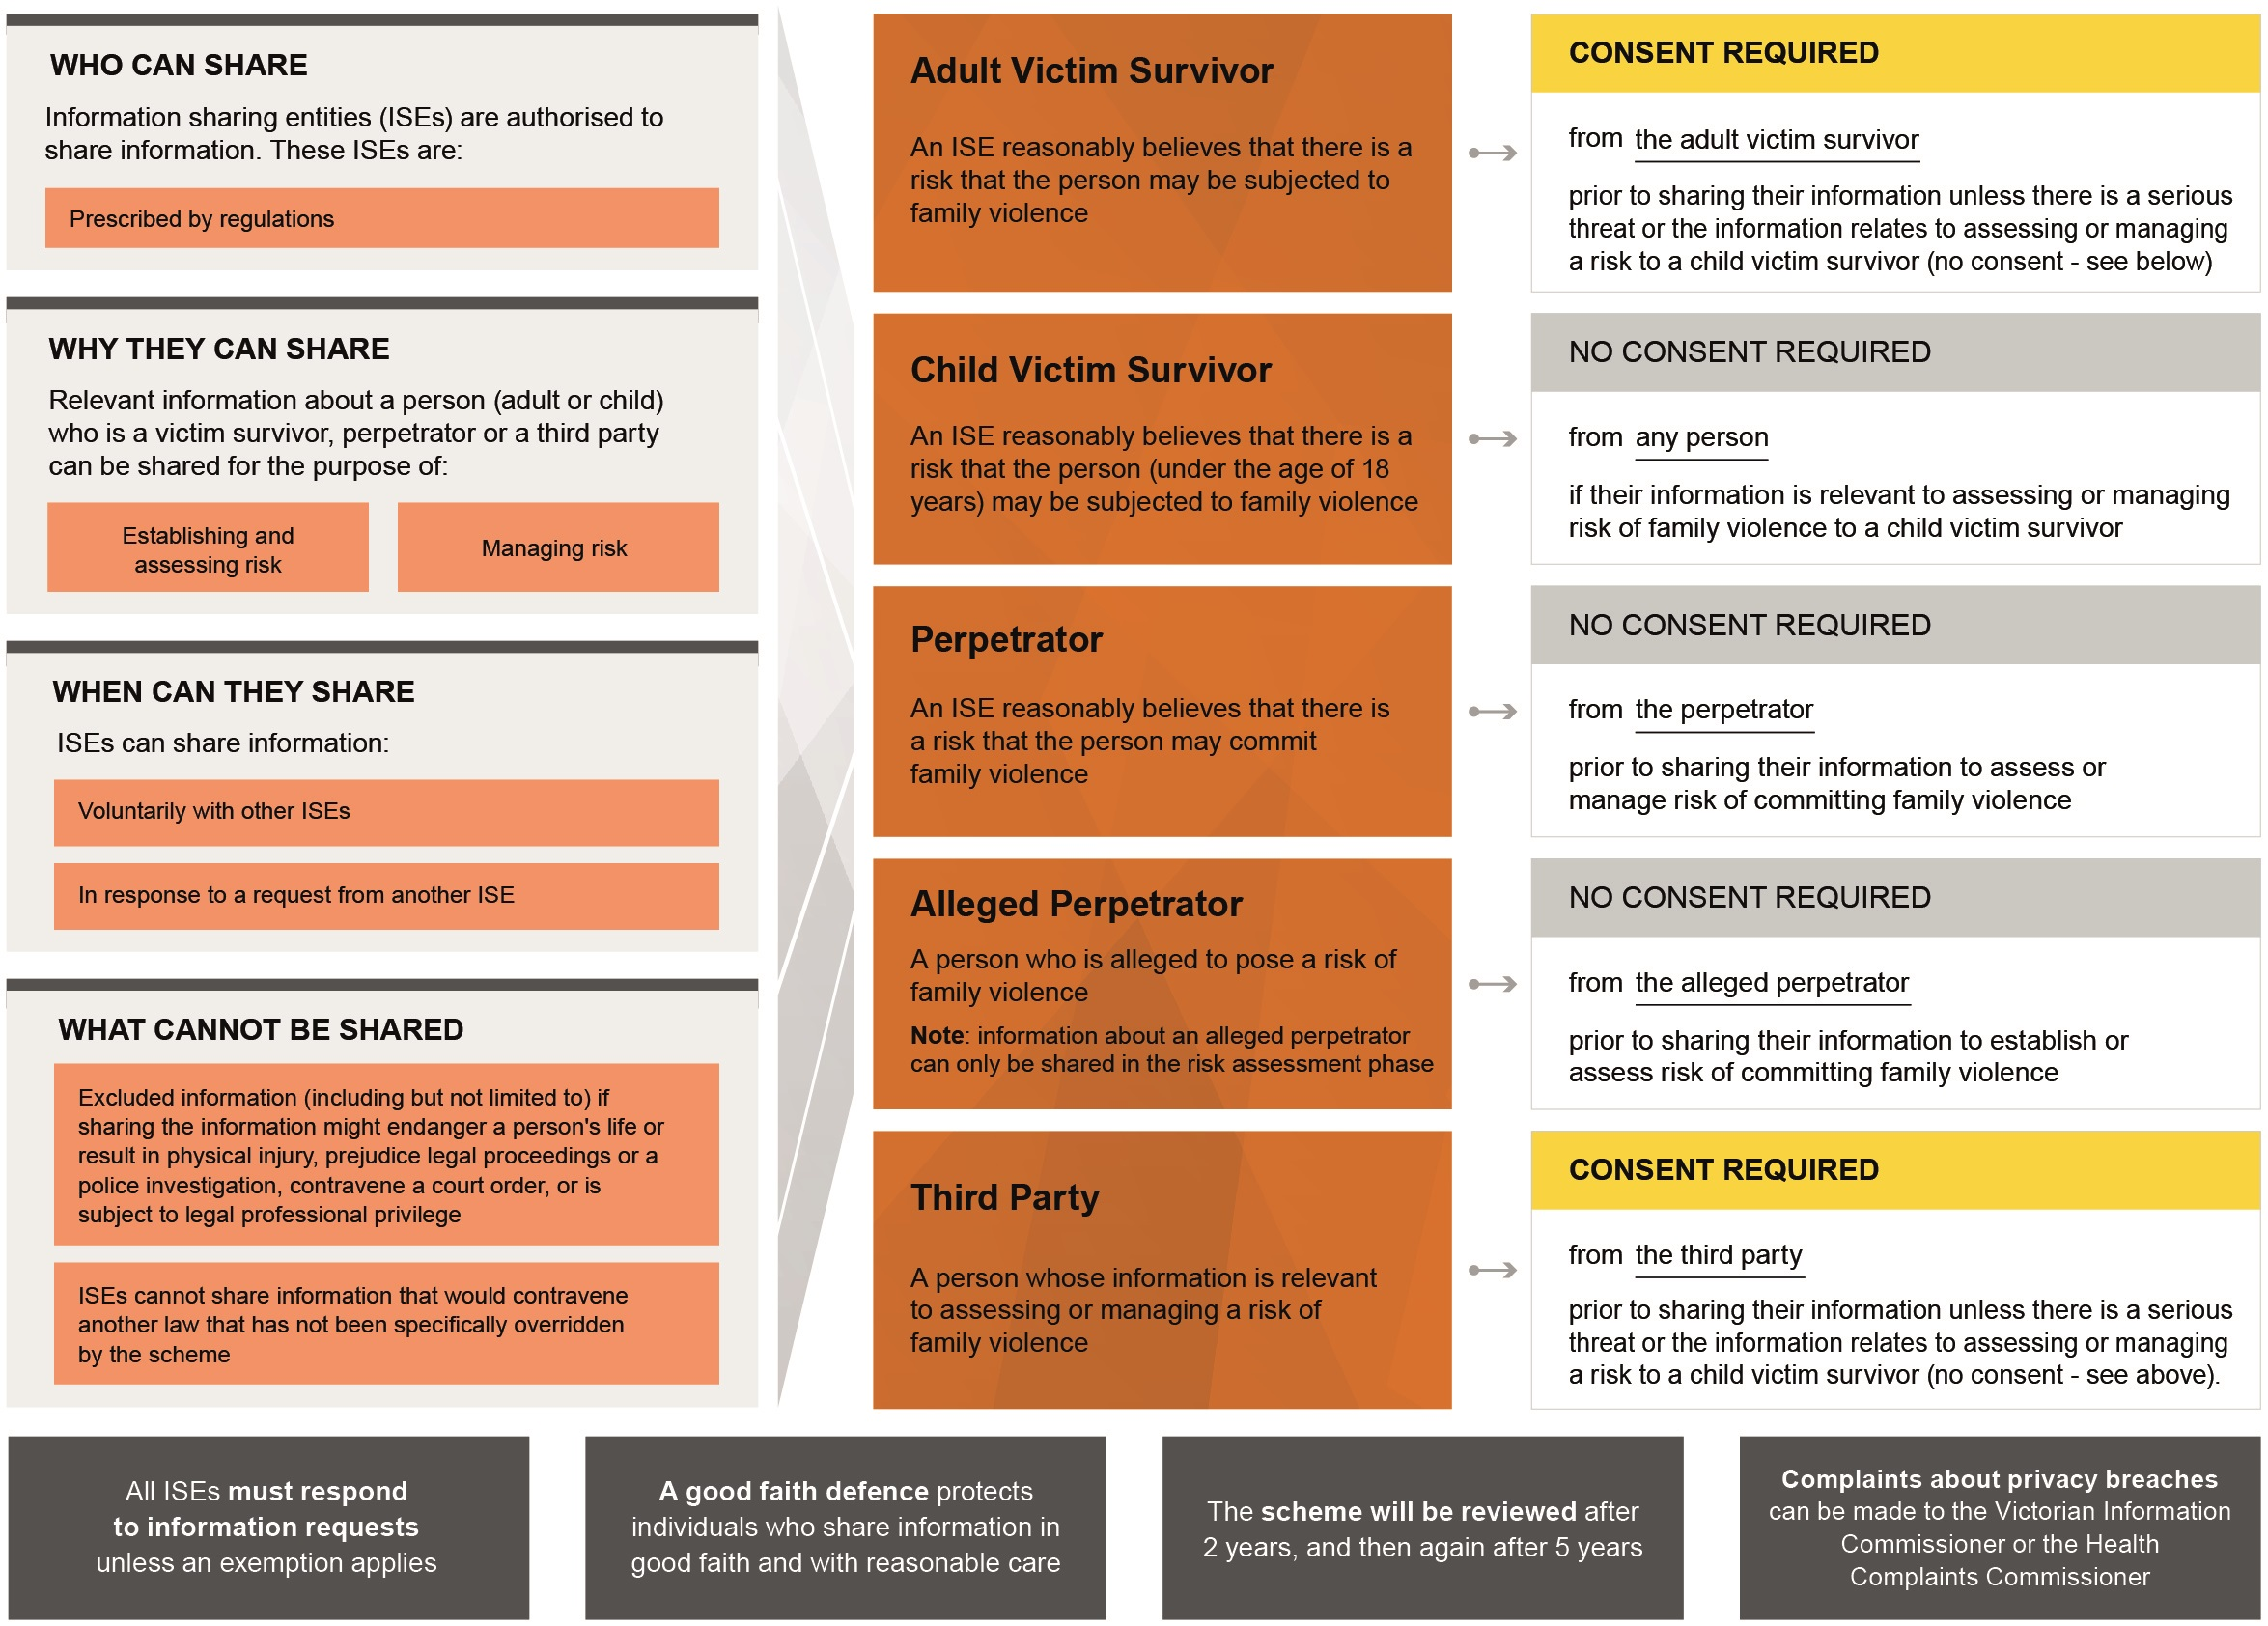 WHO CAN SHARE
Information sharing entities (ISEs) are authorised to
share information. These ISEs are:
Prescribed by regulations
WHY THEY CAN SHARE
Relevant information about a person (adult or child)
who is a victim survivor, perpetrator or a third party
can be shared for the purpose of:
Establishing and
assessing risk
Managing risk
WHEN CAN THEY SHARE
ISEs can share information:
Voluntarily with other ISEs
In response to a request from another ISE
WHAT CANNOT BE SHARED
Excluded information (including but not limited to) if
sharing the information might endanger a person's life or
result in physical injury, prejudice legal proceedings or a
police investigation, contravene a court order, or is
subject to legal professional privilege
ISEs cannot share information that would contravene
another law that has not been specifically overridden
by the scheme
Adult Victim Survivor
An ISE reasonably believes that there is a
risk that the person may be subjected to
family violence
CONSENT REQUIRED
from the adult victim survivor
prior to sharing their information unless there is a serious
threat or the information relates to assessing or managing
a risk to a child victim survivor (no consent - see below)
Child Victim Survivor
An ISE reasonably believes that there is a
risk that the person (under the age of 18
years) may be subjected to family violence
NO CONSENT REQUIRED
from any person
if their information is relevant to assessing or managing
risk of family violence to a child victim survivor
Perpetrator
An ISE reasonably believes that there is
a risk that the person may commit
family violence
NO CONSENT REQUIRED
from the perpetrator
prior to sharing their information to assess or
manage risk of committing family violence
Alleged Perpetrator
A person who is alleged to pose a risk of
family violence
Note: information about an alleged perpetrator
can only be shared in the risk assessment phase
NO CONSENT REQUIRED
from the alleged perpetrator
prior to sharing their information to establish or
assess risk of committing family violence
Third Party
A person whose information is relevant
to assessing or managing a risk of
family violence
CONSENT REQUIRED
from the third party
prior to sharing their information unless there is a serious
threat or the information relates to assessing or managing
a risk to a child victim survivor (no consent - see above).
All ISEs must respond
to information requests
unless an exemption applies
A good faith defence protects
individuals who share information in
good faith and with reasonable care
The scheme will be reviewed after
2 years, and then again after 5 years
Complaints about privacy breaches
can be made to the Victorian Information
Commissioner or the Health
Complaints Commissioner